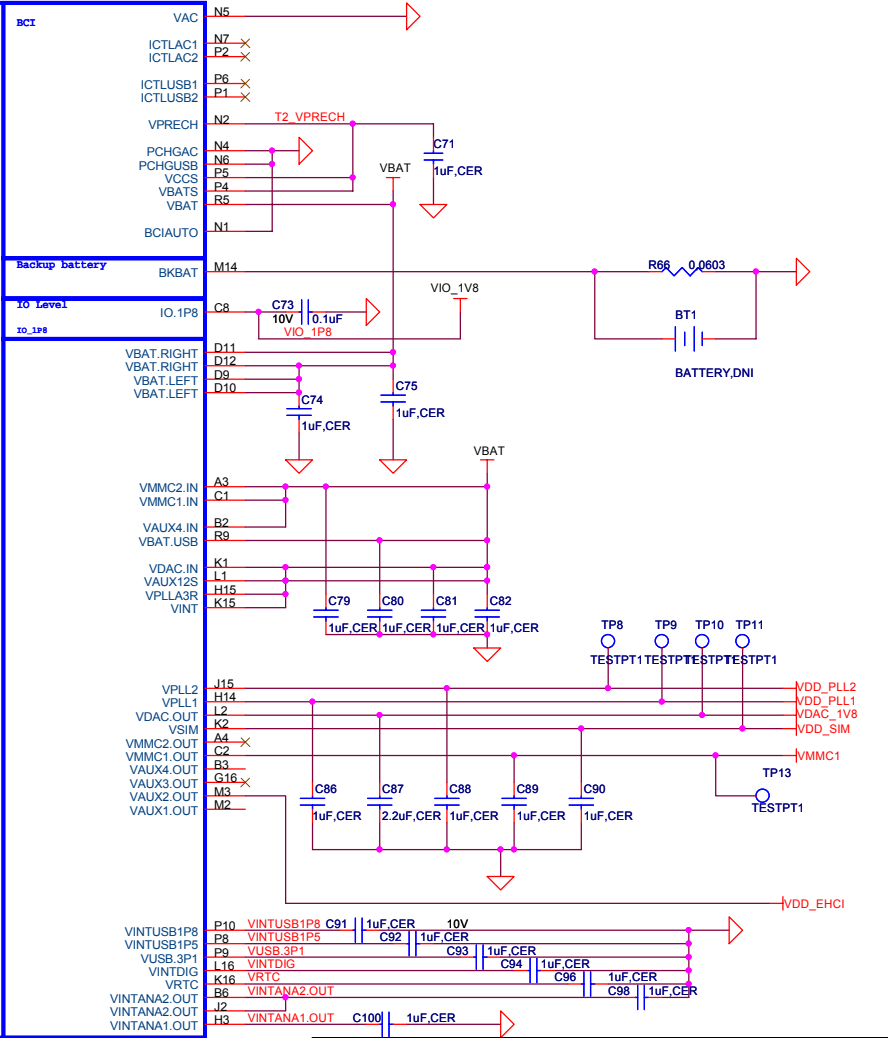 BCI
VAC N5
ICTLAC1 N7
ICTLAC2 P2
ICTLUSB1 P6
ICTLUSB2 P1
VPRECH N2 T2_VPRECH
C71
1uF,CER
PCHGAC N4
PCHGUSB N6
VCCS P5
VBATS P4
VBAT R5
VBAT
BCIAUTO N1
Backup battery
BKBAT M14
R66 0,0603
BT1
BATTERY,DNI
IO Level
IO.1P8 C8
IO_1P8
C73
10V 0.1uF
VIO_1P8
VIO_1V8
VBAT.RIGHT D11
VBAT.RIGHT D12
VBAT.LEFT D9
VBAT.LEFT D10
C74
1uF,CER
C75
1uF,CER
VBAT
VMMC2.IN A3
VMMC1.IN C1
VAUX4.IN B2
VBAT.USB R9
VDAC.IN K1
VAUX12S L1
VPLLA3R H15
VINT K15
C79 C80 C81 C82
1uF,CER 1uF,CER 1uF,CER 1uF,CER
TP8 TP9 TP10 TP11
TESTPT1 TESTPT1 TESTPT1 TESTPT1
VPLL2 J15 VDD_PLL2
VPLL1 H14 VDD_PLL1
VDAC.OUT L2 VDAC_1V8
VSIM K2 VDD_SIM
VMMC2.OUT A4
VMMC1.OUT C2 VMMC1
VAUX4.OUT B3
VAUX3.OUT G16
VAUX2.OUT M3
VAUX1.OUT M2
TP13
TESTPT1
C86 C87 C88 C89 C90
1uF,CER 2.2uF,CER 1uF,CER 1uF,CER 1uF,CER
VDD_EHCI
VINTUSB1P8 P10 VINTUSB1P8 C91 1uF,CER 10V
VINTUSB1P5 P8 VINTUSB1P5 C92 1uF,CER
VUSB.3P1 P9 VUSB.3P1 C93 1uF,CER
VINTDIG L16 VINTDIG C94 1uF,CER
VRTC K16 VRTC C96 1uF,CER
VINTANA2.OUT B6 VINTANA2.OUT C98 1uF,CER
VINTANA2.OUT J2
VINTANA1.OUT H3 VINTANA1.OUT C100 1uF,CER